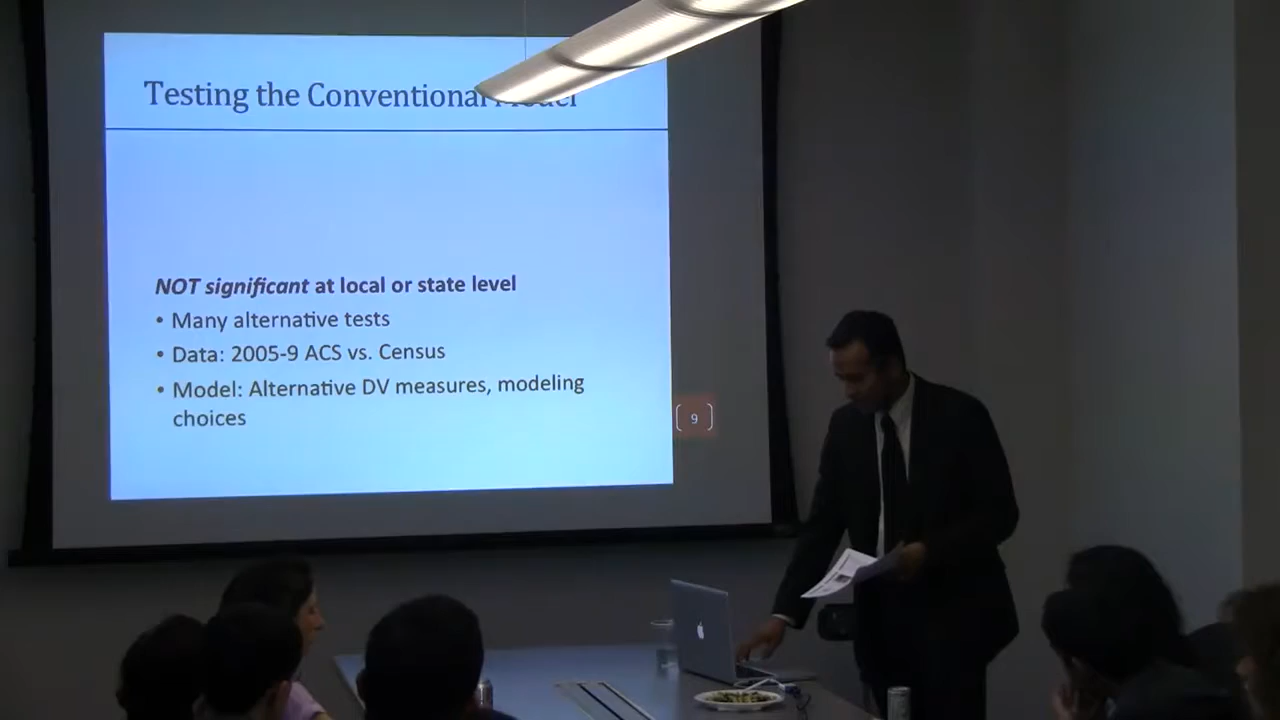 Testing the Conventional Model
NOT significant at local or state level
• Many alternative tests
• Data: 2005-9 ACS vs. Census
• Model: Alternative DV measures, modeling
choices
9